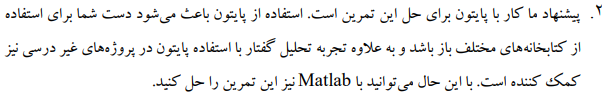 ۲. پیشنهاد ما کار با پایتون برای حل این تمرین است. استفاده از پایتون باعث می‌شود دست شما برای استفاده
از کتابخانه‌های مختلف باز باشد و به علاوه تجربه تحلیل گفتار با استفاده پایتون در پروژه‌های غیر درسی نیز
کمک کننده است. با این حال می‌توانید با Matlab نیز این تمرین را حل کنید.